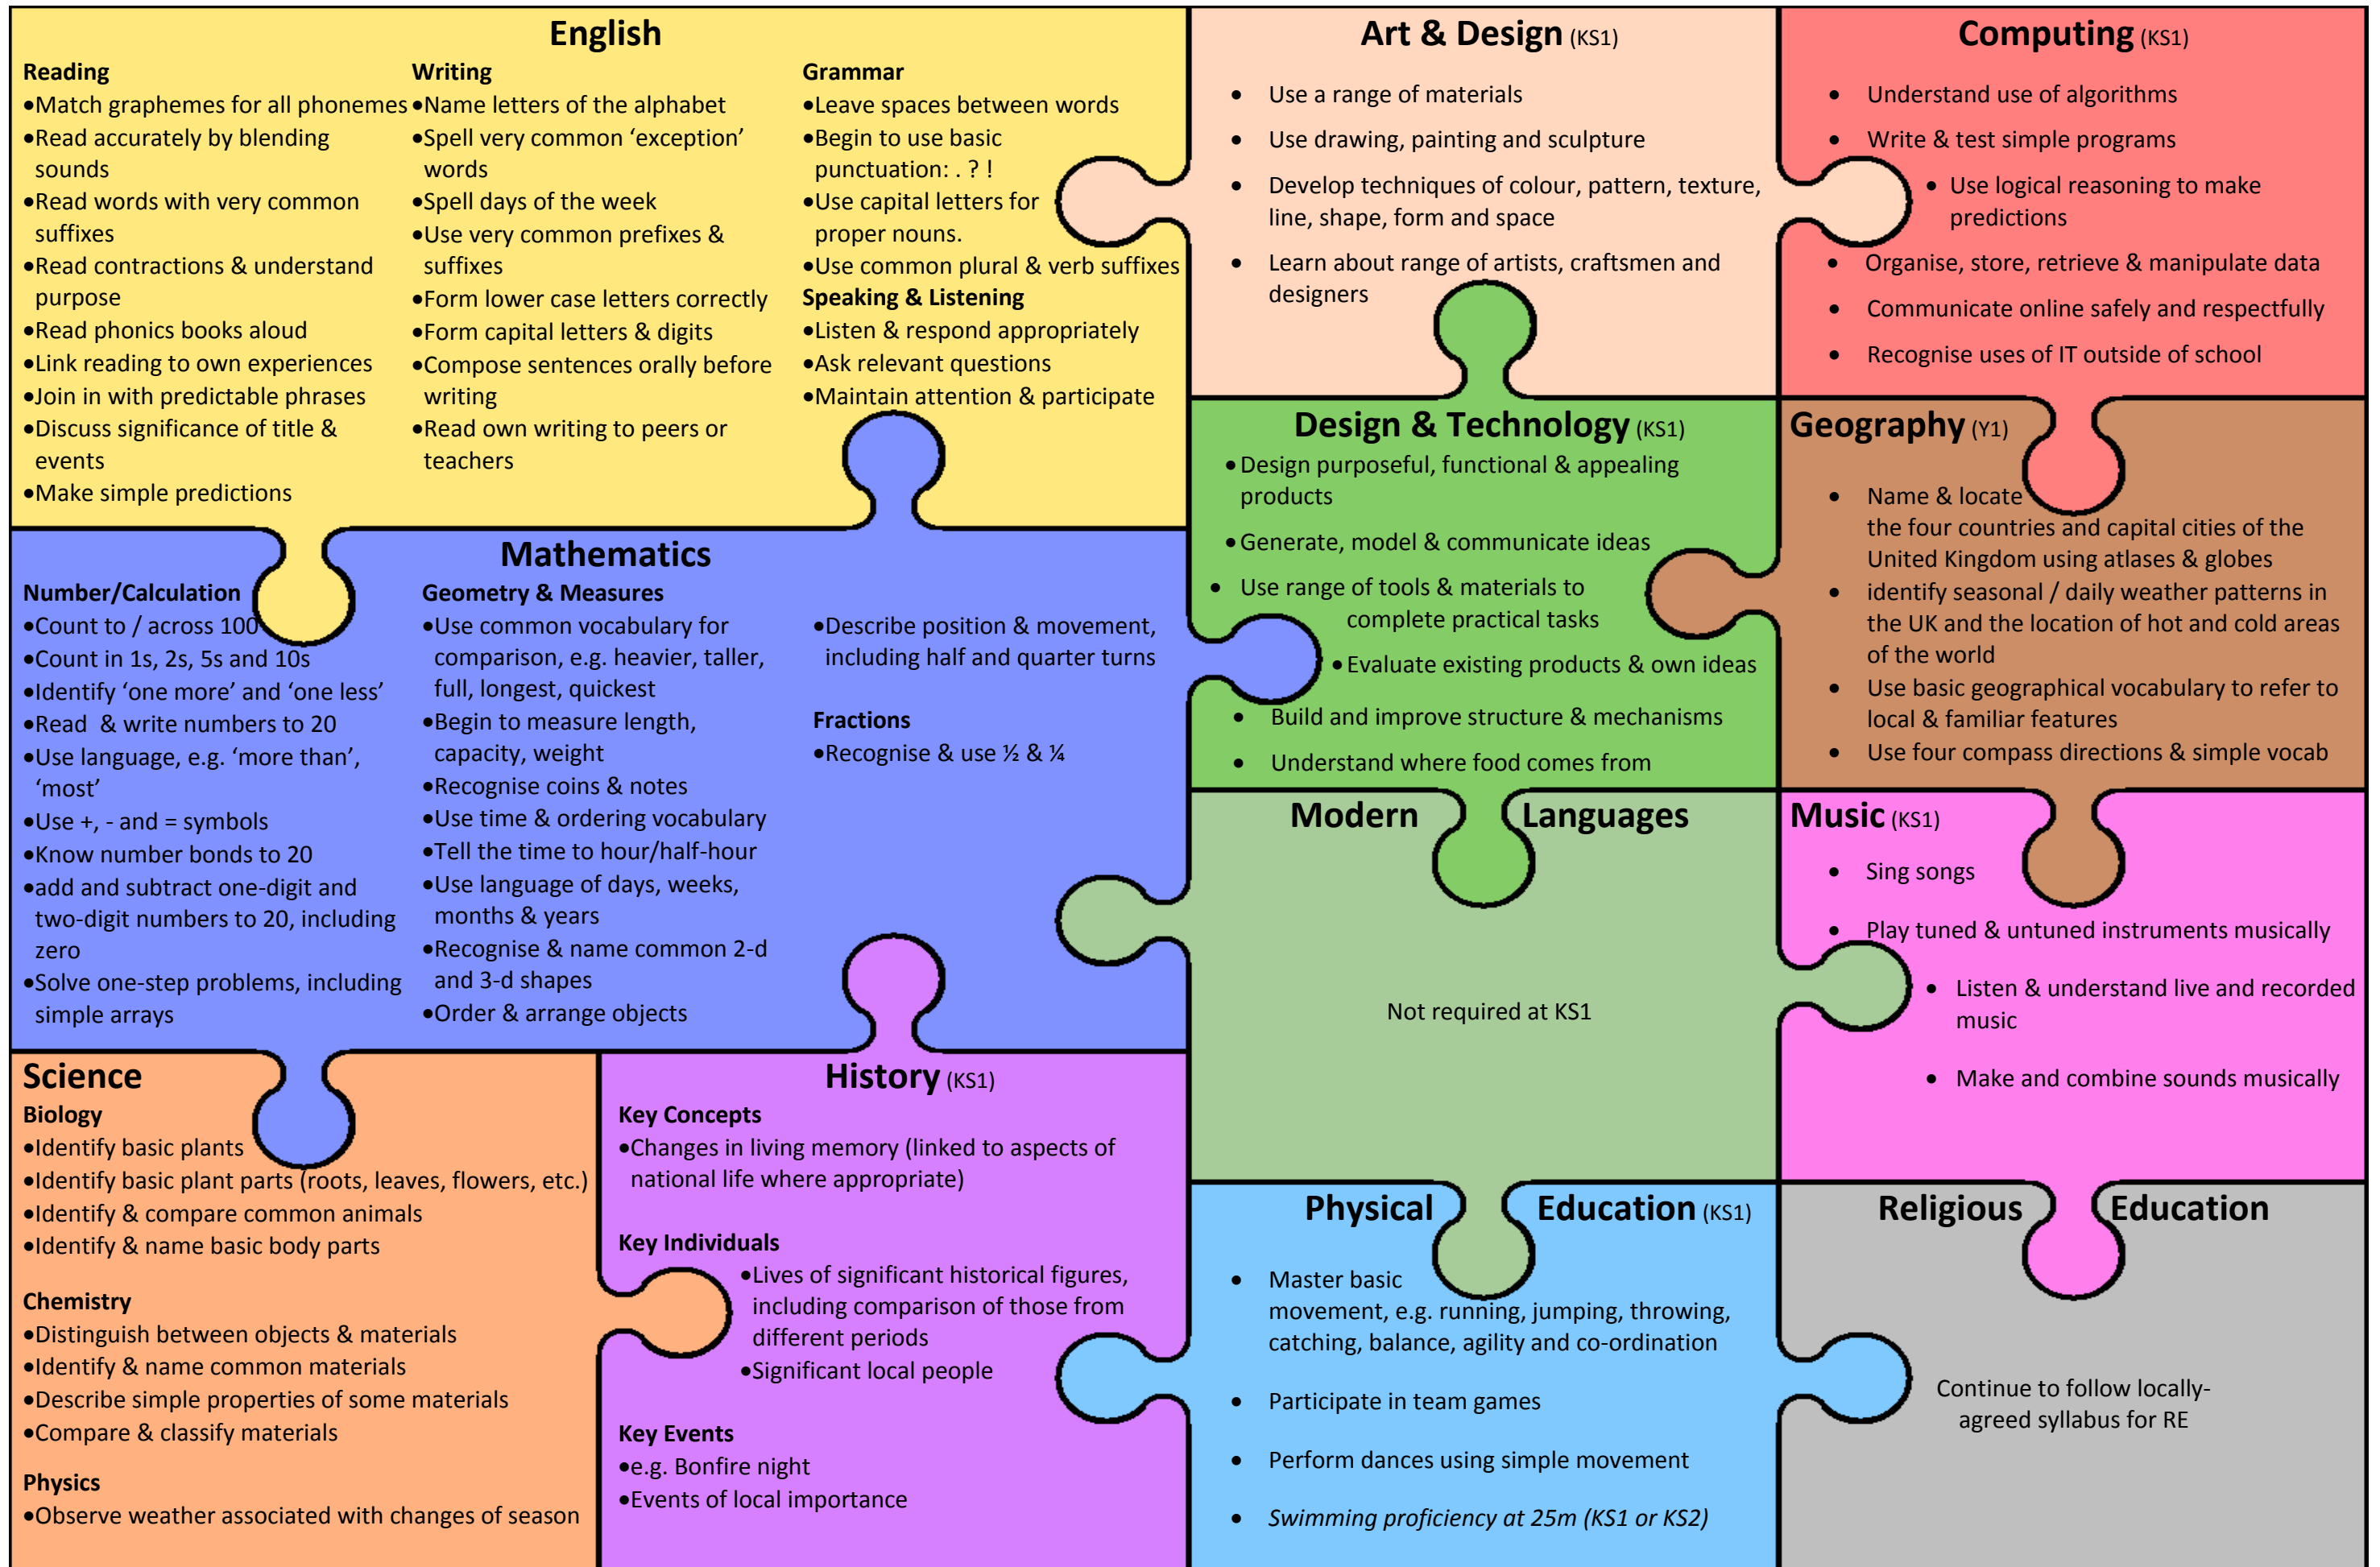 English
Reading
•Match graphemes for all phonemes
•Read accurately by blending
sounds
•Read words with very common
suffixes
•Read contractions & understand
purpose
•Read phonics books aloud
•Link reading to own experiences
•Join in with predictable phrases
•Discuss significance of title &
events
•Make simple predictions
Writing
•Name letters of the alphabet
•Spell very common ‘exception’
words
•Spell days of the week
•Use very common prefixes &
suffixes
•Form lower case letters correctly
•Form capital letters & digits
•Compose sentences orally before
writing
•Read own writing to peers or
teachers
Grammar
•Leave spaces between words
•Begin to use basic
punctuation: . ? !
•Use capital letters for
proper nouns.
•Use common plural & verb suffixes
Speaking & Listening
•Listen & respond appropriately
•Ask relevant questions
•Maintain attention & participate
Art & Design (KS1)
• Use a range of materials
• Use drawing, painting and sculpture
• Develop techniques of colour, pattern, texture,
line, shape, form and space
• Learn about range of artists, craftsmen and
designers
Computing (KS1)
• Understand use of algorithms
• Write & test simple programs
• Use logical reasoning to make
predictions
• Organise, store, retrieve & manipulate data
• Communicate online safely and respectfully
• Recognise uses of IT outside of school
Mathematics
Number/Calculation
•Count to / across 100
•Count in 1s, 2s, 5s and 10s
•Identify ‘one more’ and ‘one less’
•Read & write numbers to 20
•Use language, e.g. ‘more than’,
‘most’
•Use +, - and = symbols
•Know number bonds to 20
•add and subtract one-digit and
two-digit numbers to 20, including
zero
•Solve one-step problems, including
simple arrays
Geometry & Measures
•Use common vocabulary for
comparison, e.g. heavier, taller,
full, longest, quickest
•Begin to measure length,
capacity, weight
•Recognise coins & notes
•Use time & ordering vocabulary
•Tell the time to hour/half-hour
•Use language of days, weeks,
months & years
•Recognise & name common 2-d
and 3-d shapes
•Order & arrange objects
•Describe position & movement,
including half and quarter turns
Fractions
•Recognise & use ½ & ¼
Design & Technology (KS1)
•Design purposeful, functional & appealing
products
•Generate, model & communicate ideas
• Use range of tools & materials to
complete practical tasks
•Evaluate existing products & own ideas
• Build and improve structure & mechanisms
• Understand where food comes from
Geography (Y1)
• Name & locate
the four countries and capital cities of the
United Kingdom using atlases & globes
• identify seasonal / daily weather patterns in
the UK and the location of hot and cold areas
of the world
• Use basic geographical vocabulary to refer to
local & familiar features
• Use four compass directions & simple vocab
Modern Languages
Not required at KS1
Music (KS1)
• Sing songs
• Play tuned & untuned instruments musically
• Listen & understand live and recorded
music
• Make and combine sounds musically
Science
Biology
•Identify basic plants
•Identify basic plant parts (roots, leaves, flowers, etc.)
•Identify & compare common animals
•Identify & name basic body parts
Chemistry
•Distinguish between objects & materials
•Identify & name common materials
•Describe simple properties of some materials
•Compare & classify materials
Physics
•Observe weather associated with changes of season
History (KS1)
Key Concepts
•Changes in living memory (linked to aspects of
national life where appropriate)
Key Individuals
•Lives of significant historical figures,
including comparison of those from
different periods
•Significant local people
Key Events
•e.g. Bonfire night
•Events of local importance
Physical Education (KS1)
• Master basic
movement, e.g. running, jumping, throwing,
catching, balance, agility and co-ordination
• Participate in team games
• Perform dances using simple movement
• Swimming proficiency at 25m (KS1 or KS2)
Religious Education
Continue to follow locally-
agreed syllabus for RE